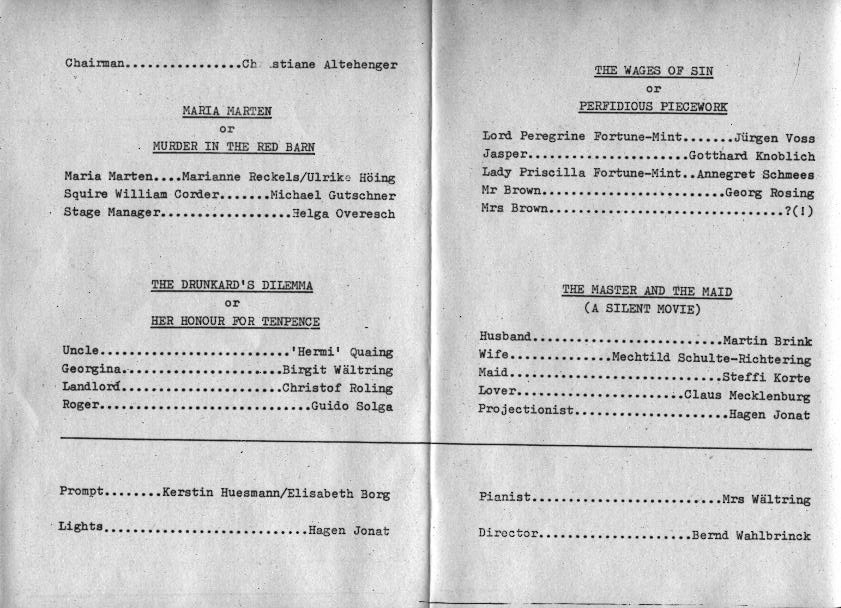 Chairman................Ch..stiane Altehenger
MARIA MARTEN
or
MURDER IN THE RED BARN
Maria Marten....Marianne Reckels/Ulrike Höing
Squire William Corder.......Michael Gutschner
Stage Manager..................Helga Overesch
THE DRUNKARD'S DILEMMA
or
HER HONOUR FOR TENPENCE
Uncle..........................'Hermi' Quaing
Georgina......................Birgit Wältring
Landlord......................Christof Roling
Roger.............................Guido Solga
Prompt........Kerstin Huesmann/Elisabeth Borg
Lights............................Hagen Jonat
THE WAGES OF SIN
or
PERFIDIOUS PIECEWORK
Lord Peregrine Fortune-Mint.......Jürgen Voss
Jasper......................Gotthard Knoblich
Lady Priscilla Fortune-Mint..Annegret Schmees
Mr Brown.........................Georg Rosing
Mrs Brown................................?(!)
THE MASTER AND THE MAID
(A SILENT MOVIE)
Husband..........................Martin Brink
Wife..............Mechtild Schulte-Richtering
Maid.............................Steffi Korte
Lover.......................Claus Mecklenburg
Projectionist.....................Hagen Jonat
Pianist..........................Mrs Wältring
Director.....................Bernd Wahlbrinck